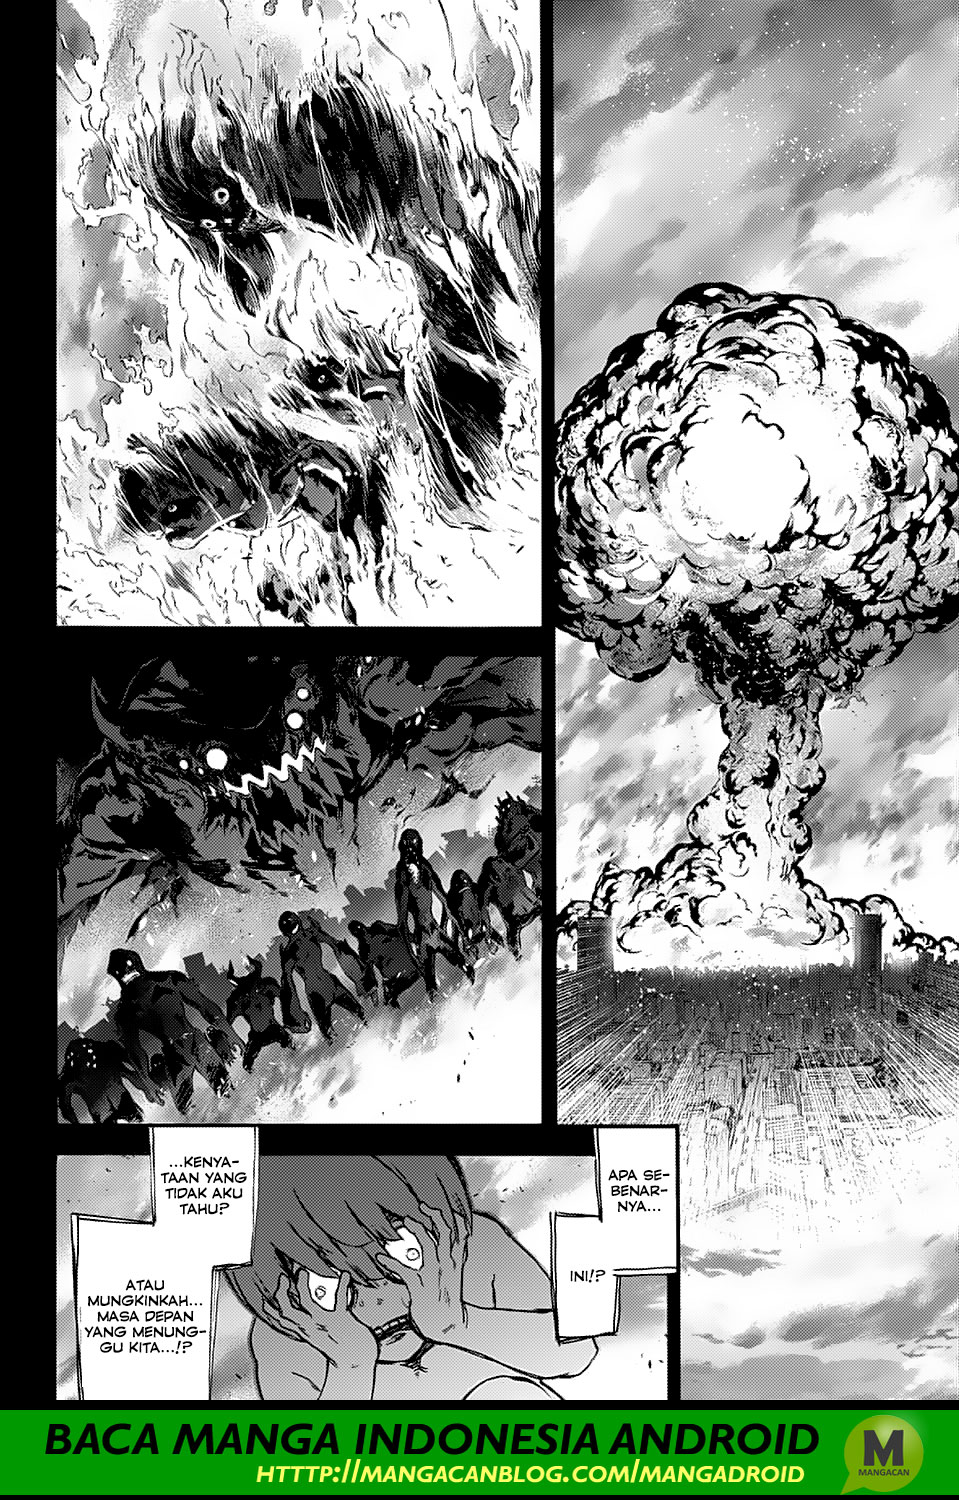 APA SE-
BENAR-
NYA...
INI!?
...KENYA-
TAAN YANG
TIDAK AKU
TAHU?
ATAU
MUNGKINKAH...
MASA DEPAN
YANG MENUNG-
GU KITA...!?
BACA MANGA INDONESIA ANDROID
HTTTP://MANGACANBLOG.COM/MANGADROID
M
MANGACAN